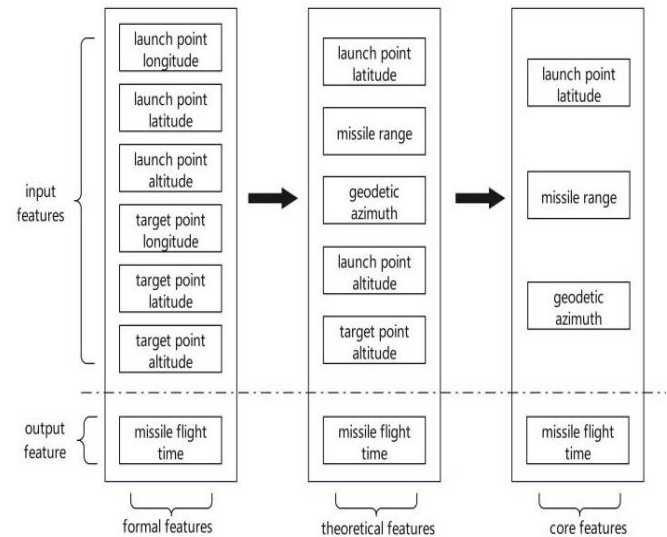 input
features
output
feature
launch point
longitude
launch point
latitude
launch point
altitude
target point
longitude
target point
latitude
target point
altitude
missile flight
time
formal features
launch point
latitude
missile range
geodetic
azimuth
launch point
altitude
target point
altitude
missile flight
time
theoretical features
launch point
latitude
missile range
geodetic
azimuth
missile flight
time
core features